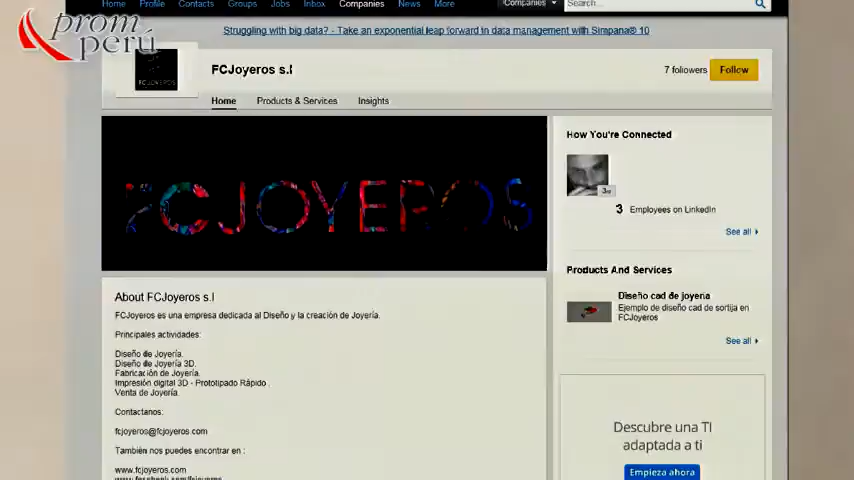 Home Profile Contacts Groups Jobs Inbox Companies News More
Companies
Search...
prom
perú
Struggling with big data? - Take an exponential leap forward in data management with Simpana® 10
FCJOYEROS
FCJoyeros s.l
7 followers
Follow
Home Products & Services Insights
FCJOYEROS
How You're Connected
3rd
3 Employees on LinkedIn
See all
Products And Services
Diseño cad de joyeria
Ejemplo de diseño cad de sortija en
FCJoyeros
See all
About FCJoyeros s.l
FCJoyeros es una empresa dedicada al Diseño y la creación de Joyería.
Principales actividades:
Diseño de Joyería.
Diseño de Joyería 3D.
Fabricación de Joyería.
Impresión digital 3D - Prototipado Rápido .
Venta de Joyería.
Contactanos:
fcjoyeros@fcjoyeros.com
También nos puedes encontrar en :
www.fcjoyeros.com
www.facebook.com/fcjoyeros
Descubre una TI
adaptada a ti
Empieza ahora